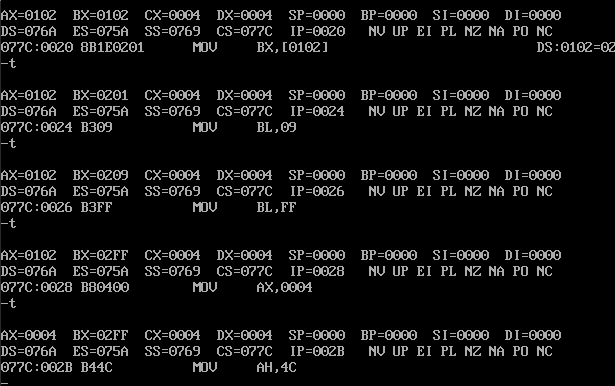 AX=0102  BX=0102  CX=0004  DX=0004  SP=0000  BP=0000  SI=0000  DI=0000
DS=076A  ES=075A  SS=0769  CS=077C  IP=0020   NV UP EI PL NZ NA PO NC
077C:0020 8B1E0201      MOV     BX,[0102]                          DS:0102=02
-t
AX=0102  BX=0201  CX=0004  DX=0004  SP=0000  BP=0000  SI=0000  DI=0000
DS=076A  ES=075A  SS=0769  CS=077C  IP=0024   NV UP EI PL NZ NA PO NC
077C:0024 B309          MOV     BL,09
-t
AX=0102  BX=0209  CX=0004  DX=0004  SP=0000  BP=0000  SI=0000  DI=0000
DS=076A  ES=075A  SS=0769  CS=077C  IP=0026   NV UP EI PL NZ NA PO NC
077C:0026 B3FF          MOV     BL,FF
-t
AX=0102  BX=02FF  CX=0004  DX=0004  SP=0000  BP=0000  SI=0000  DI=0000
DS=076A  ES=075A  SS=0769  CS=077C  IP=0028   NV UP EI PL NZ NA PO NC
077C:0028 B80400        MOV     AX,0004
-t
AX=0004  BX=02FF  CX=0004  DX=0004  SP=0000  BP=0000  SI=0000  DI=0000
DS=076A  ES=075A  SS=0769  CS=077C  IP=002B   NV UP EI PL NZ NA PO NC
077C:002B B44C          MOV     AH,4C
-